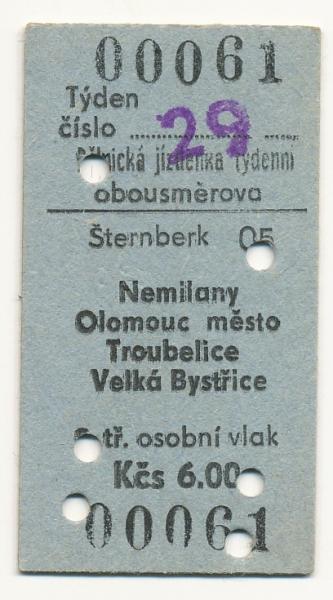 00061
Týden
číslo 29
Dělnická jízdenka týdenní
obousměrova
Šternberk 05
Nemilany
Olomouc město
Troubelice
Velká Bystřice
tř. osobní vlak
Kčs 6.00
00061